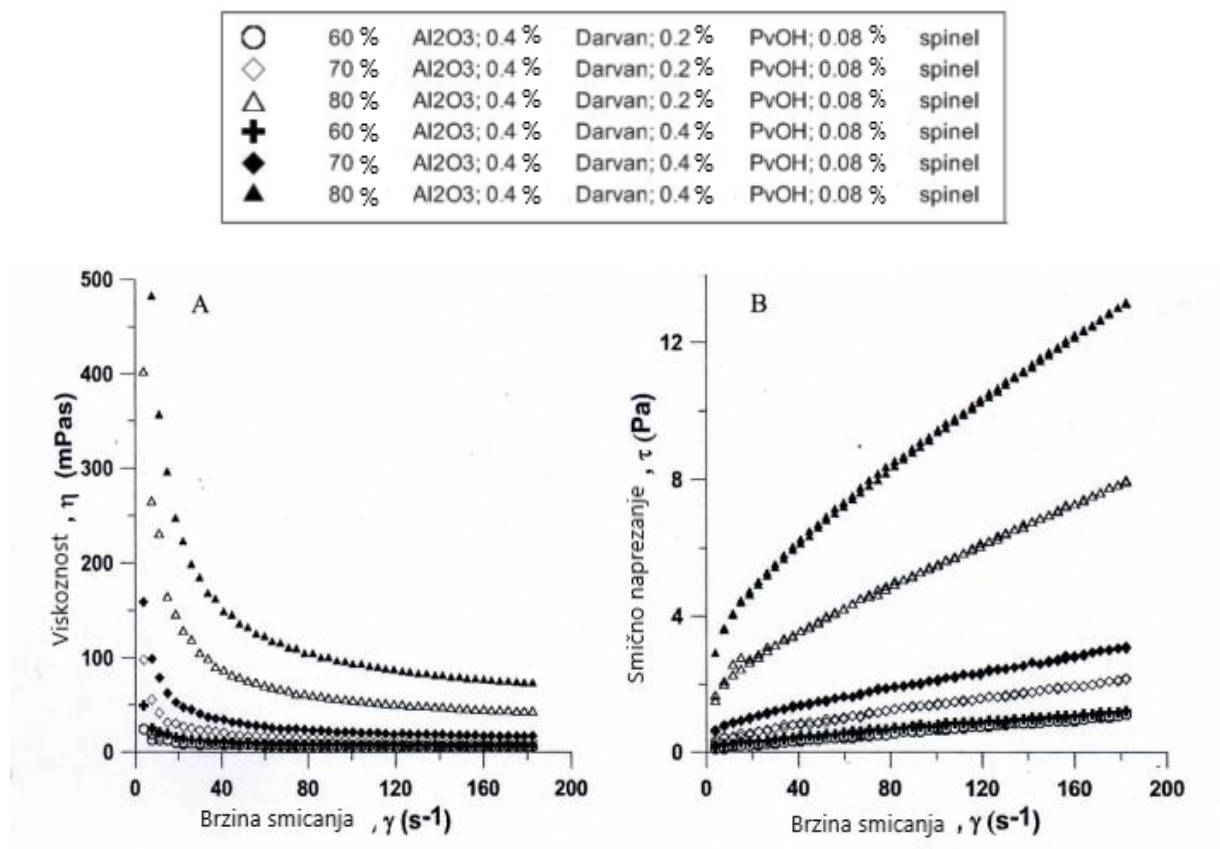 60 % Al2O3; 0.4 % Darvan; 0.2 % PvOH; 0.08 % spinel
70 % Al2O3; 0.4 % Darvan; 0.2 % PvOH; 0.08 % spinel
80 % Al2O3; 0.4 % Darvan; 0.2 % PvOH; 0.08 % spinel
60 % Al2O3; 0.4 % Darvan; 0.4 % PvOH; 0.08 % spinel
70 % Al2O3; 0.4 % Darvan; 0.4 % PvOH; 0.08 % spinel
80 % Al2O3; 0.4 % Darvan; 0.4 % PvOH; 0.08 % spinel
A
Viskoznost , η (mPas)
500
400
300
200
100
0
0 40 80 120 160 200
Brzina smicanja , γ (s-1)
B
Smično naprezanje , τ (Pa)
12
8
4
0
0 40 80 120 160 200
Brzina smicanja , γ (s-1)